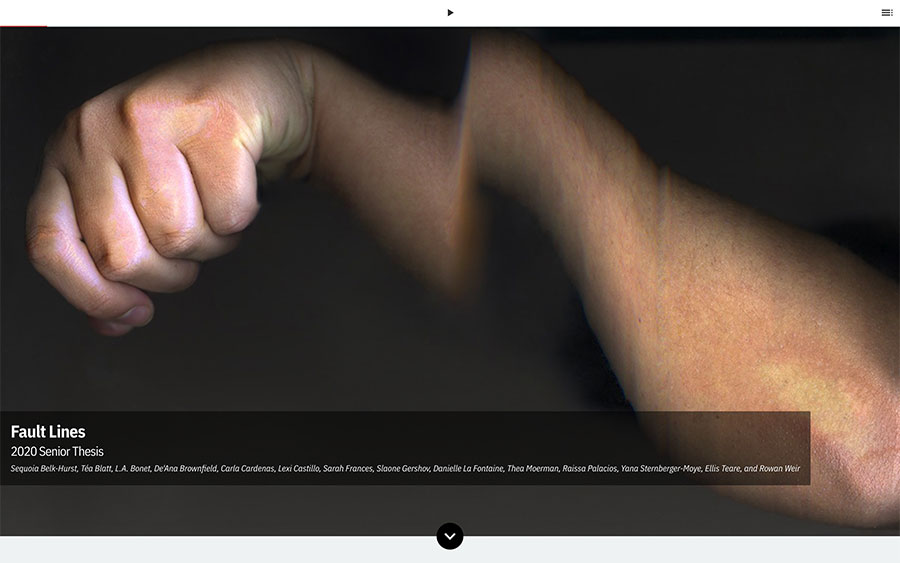 Fault Lines
2020 Senior Thesis
Sequoia Belk-Hurst, Téa Blatt, L.A. Bonet, De'Ana Brownfield, Carla Cardenas, Lexi Castillo, Sarah Frances, Slaone Gershov, Danielle La Fontaine, Thea Moerman, Raissa Palacios, Yana Sternberger-Moye, Ellis Teare, and Rowan Weir